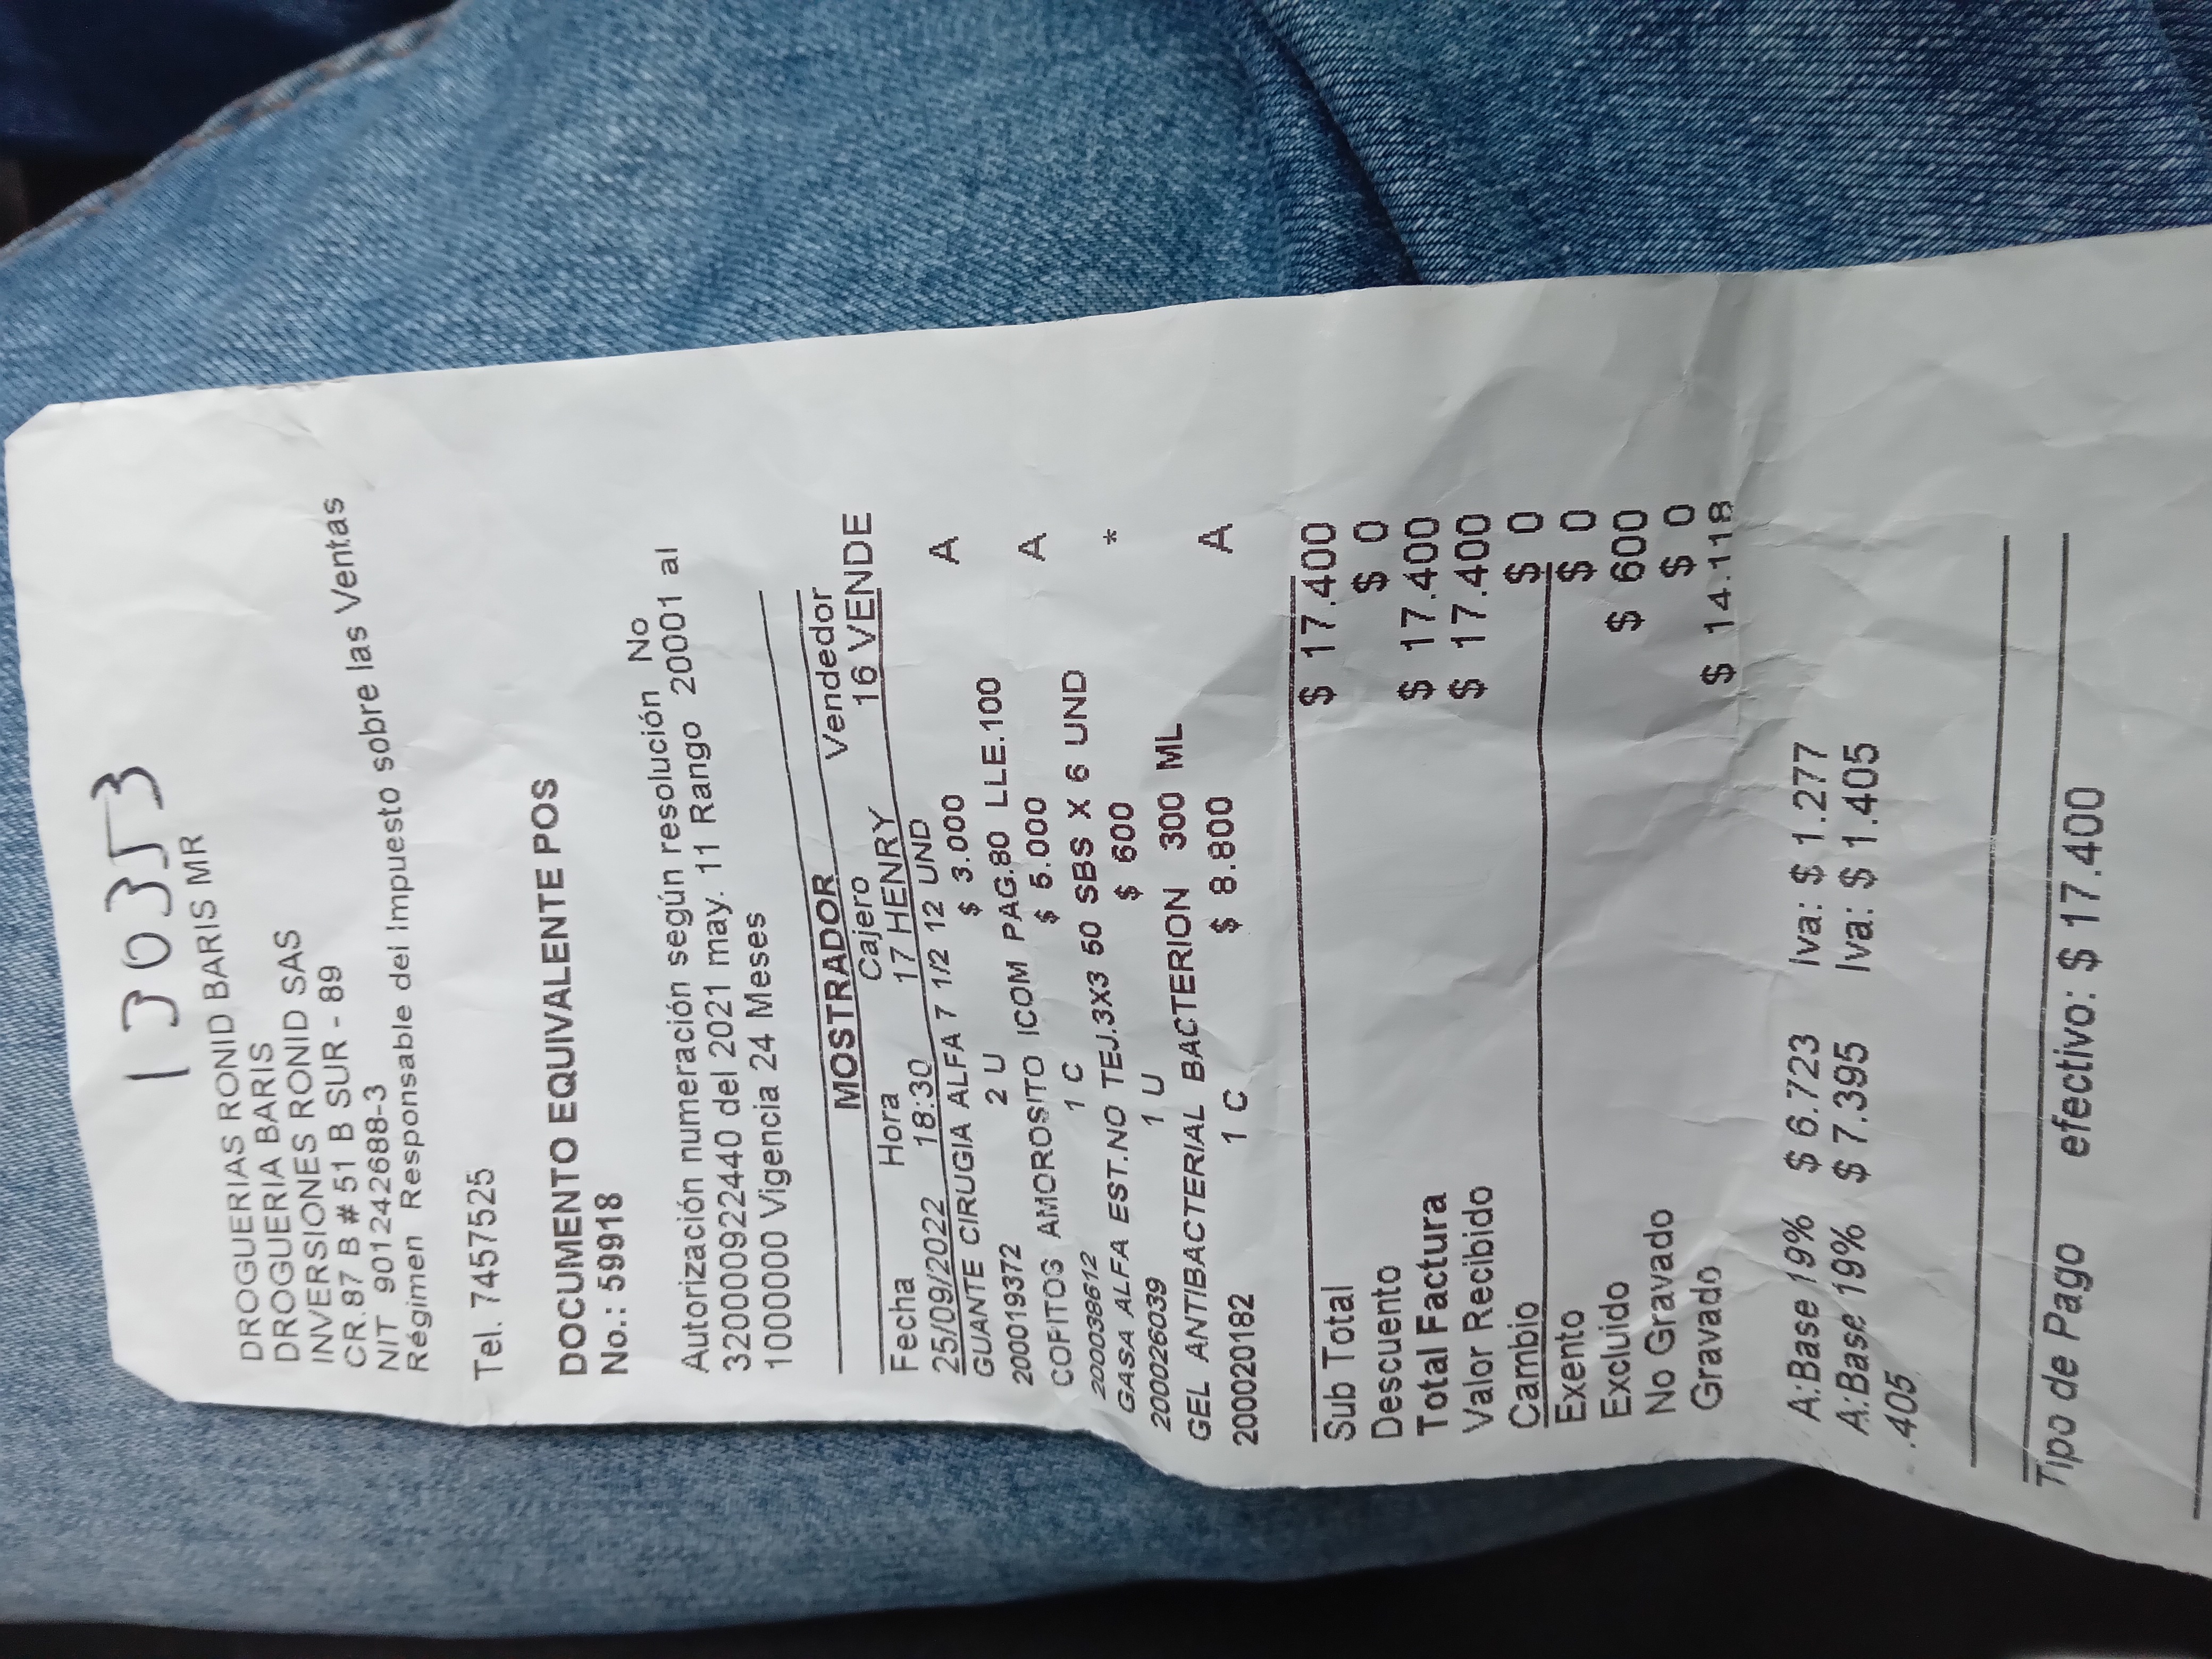 13053
DROGUERIAS RONID BARIS MR
DROGUERIA BARIS
INVERSIONES RONID SAS
CR.87 B # 51 B SUR - 89
NIT 901242688-3
Régimen Responsable del Impuesto sobre las Ventas
Tel. 7457525
DOCUMENTO EQUIVALENTE POS
No.: 59918
Autorización numeración según resolución No
3200000922440 del 2021 may. 11 Rango 20001 al
1000000 Vigencia 24 Meses
MOSTRADOR
Fecha Hora Cajero Vendedor
25/09/2022 18:30 17 HENRY 16 VENDE
GUANTE CIRUGIA ALFA 7 1/2 12 UND
200019372 2 U $ 3.000 A
COPITOS AMOROSITO ICOM PAG.80 LLE.100
200038612 1 C $ 5.000 A
GASA ALFA EST.NO TEJ.3X3 50 SBS X 6 UND
200026039 1 U $ 600 *
GEL ANTIBACTERIAL BACTERION 300 ML
200020182 1 C $ 8.800 A
Sub Total $ 17.400
Descuento $ 0
Total Factura $ 17.400
Valor Recibido $ 17.400
Cambio $ 0
Exento $ 0
Excluido $ 600
No Gravado $ 0
Gravado $ 14.118
A:Base 19% $ 6.723 Iva: $ 1.277
A:Base 19% $ 7.395 Iva: $ 1.405
.405
Tipo de Pago efectivo: $ 17.400